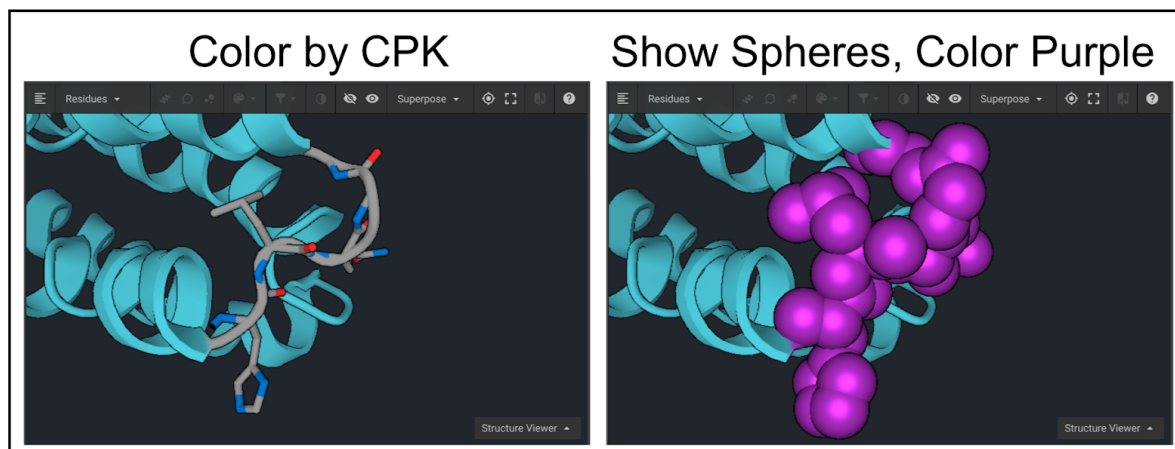 Color by CPK
Show Spheres, Color Purple
Residues
Superpose
Residues
Superpose
Structure Viewer
Structure Viewer